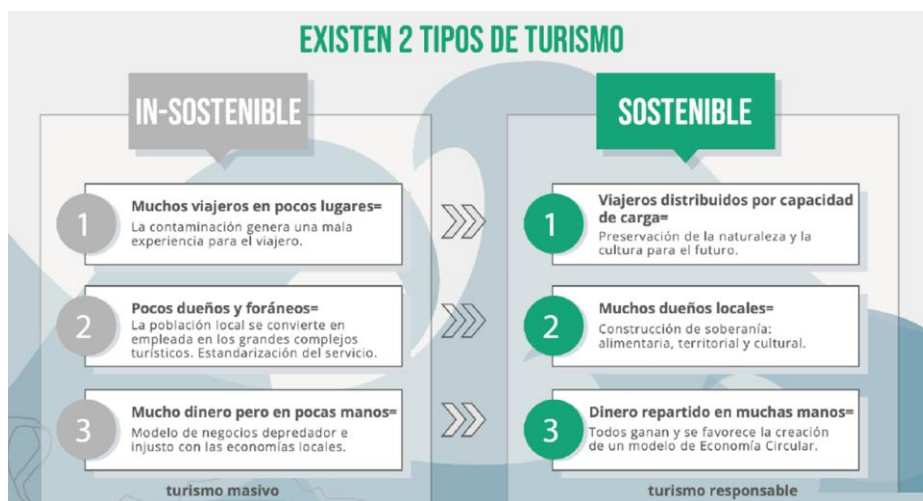 EXISTEN 2 TIPOS DE TURISMO
IN-SOSTENIBLE
1
Muchos viajeros en pocos lugares=
La contaminación genera una mala
experiencia para el viajero.
2
Pocos dueños y foráneos=
La población local se convierte en
empleada en los grandes complejos
turísticos. Estandarización del servicio.
3
Mucho dinero pero en pocas manos=
Modelo de negocios depredador e
injusto con las economías locales.
turismo masivo
SOSTENIBLE
1
Viajeros distribuidos por capacidad
de carga=
Preservación de la naturaleza y la
cultura para el futuro.
2
Muchos dueños locales=
Construcción de soberanía:
alimentaria, territorial y cultural.
3
Dinero repartido en muchas manos=
Todos ganan y se favorece la creación
de un modelo de Economía Circular.
turismo responsable